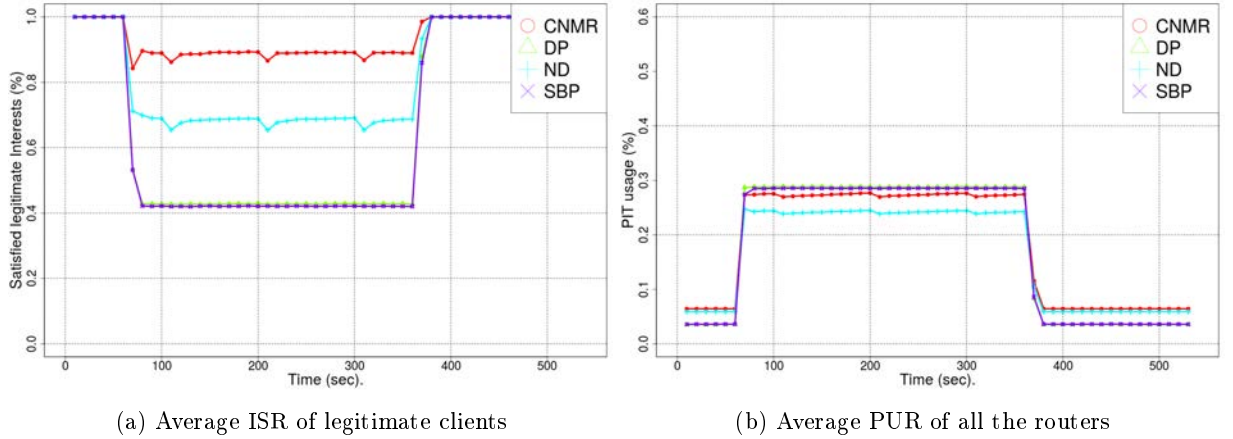 1.0
0.8
0.6
0.4
0.2
0.0
Satisfied legitimate Interests (%)
0
100
200
300
400
500
Time (sec).
CNMR
DP
ND
SBP
(a) Average ISR of legitimate clients
0.6
0.5
0.4
0.3
0.2
0.1
0.0
PIT usage (%)
0
100
200
300
400
500
Time (sec).
CNMR
DP
ND
SBP
(b) Average PUR of all the routers